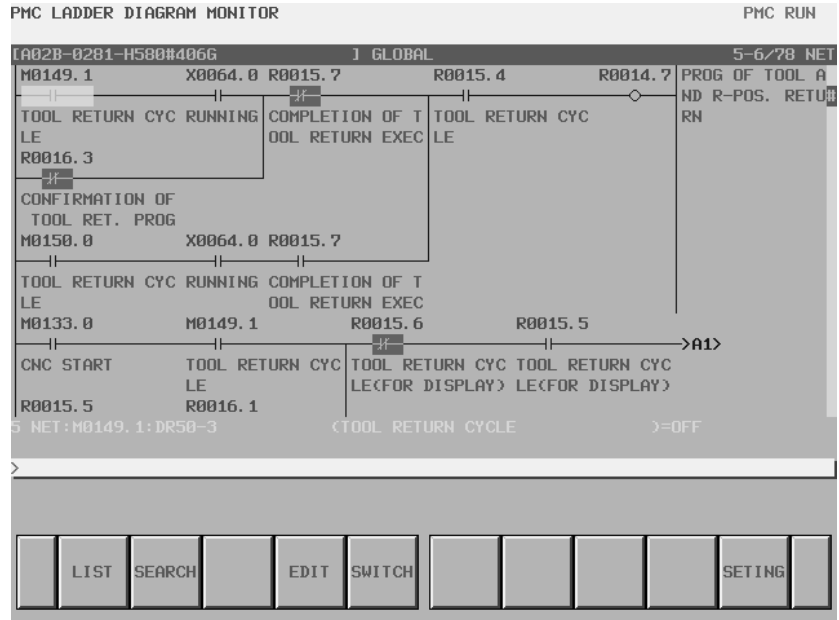 PMC LADDER DIAGRAM MONITOR PMC RUN
[A02B-0281-H580#406G ] GLOBAL 5-6/78 NET
M0149.1 X0064.0 R0015.7 R0015.4 R0014.7 PROG OF TOOL A
ND R-POS. RETU#
TOOL RETURN CYC RUNNING COMPLETION OF T TOOL RETURN CYC RN
LE OOL RETURN EXEC LE
R0016.3
CONFIRMATION OF
TOOL RET. PROG
M0150.0 X0064.0 R0015.7
TOOL RETURN CYC RUNNING COMPLETION OF T
LE OOL RETURN EXEC
M0133.0 M0149.1 R0015.6 R0015.5
>A1>
CNC START TOOL RETURN CYC TOOL RETURN CYC TOOL RETURN CYC
LE LE(FOR DISPLAY) LE(FOR DISPLAY)
R0015.5 R0016.1
5 NET:M0149.1:DR50-3 (TOOL RETURN CYCLE )=OFF
>
LIST SEARCH EDIT SWITCH SETING